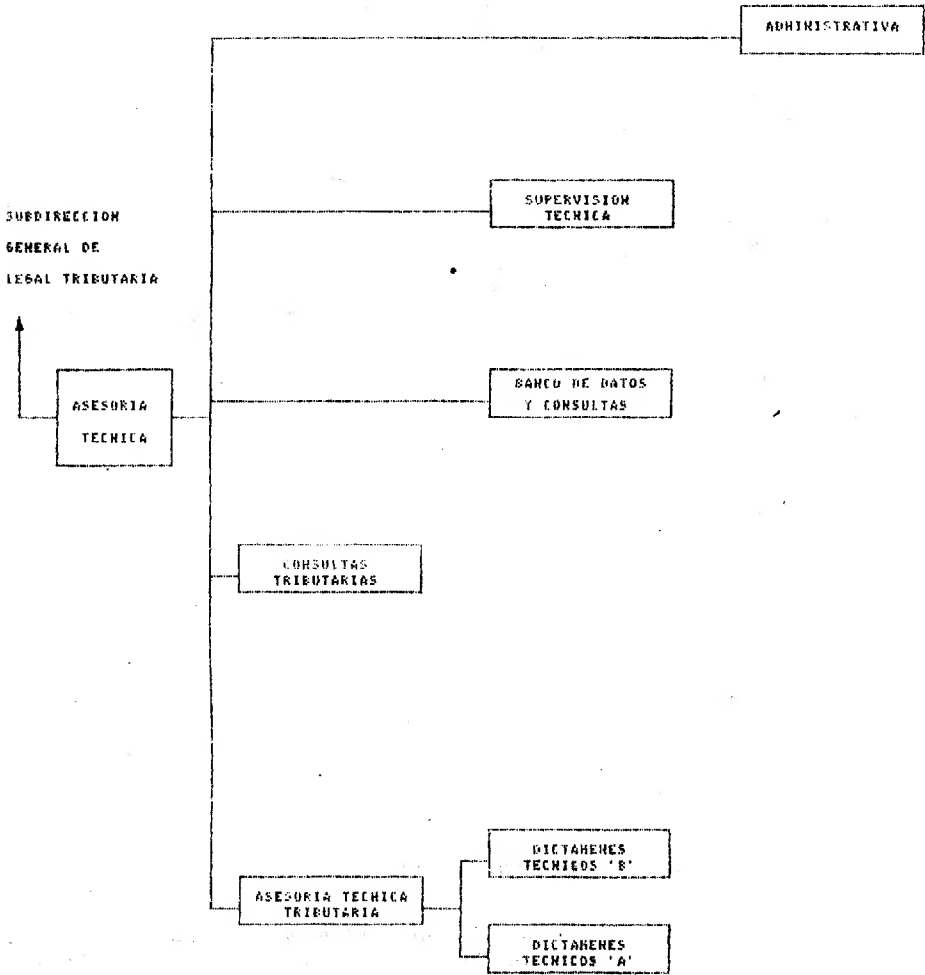 ADMINISTRATIVA
SUPERVISION
TECNICA
SUBDIRECCION
GENERAL DE
LEGAL TRIBUTARIA
BANCO DE DATOS
Y CONSULTAS
ASESORIA
TECNICA
CONSULTAS
TRIBUTARIAS
DICTAMENES
TECNICOS 'B'
ASESORIA TECNICA
TRIBUTARIA
DICTAMENES
TECNICOS 'A'